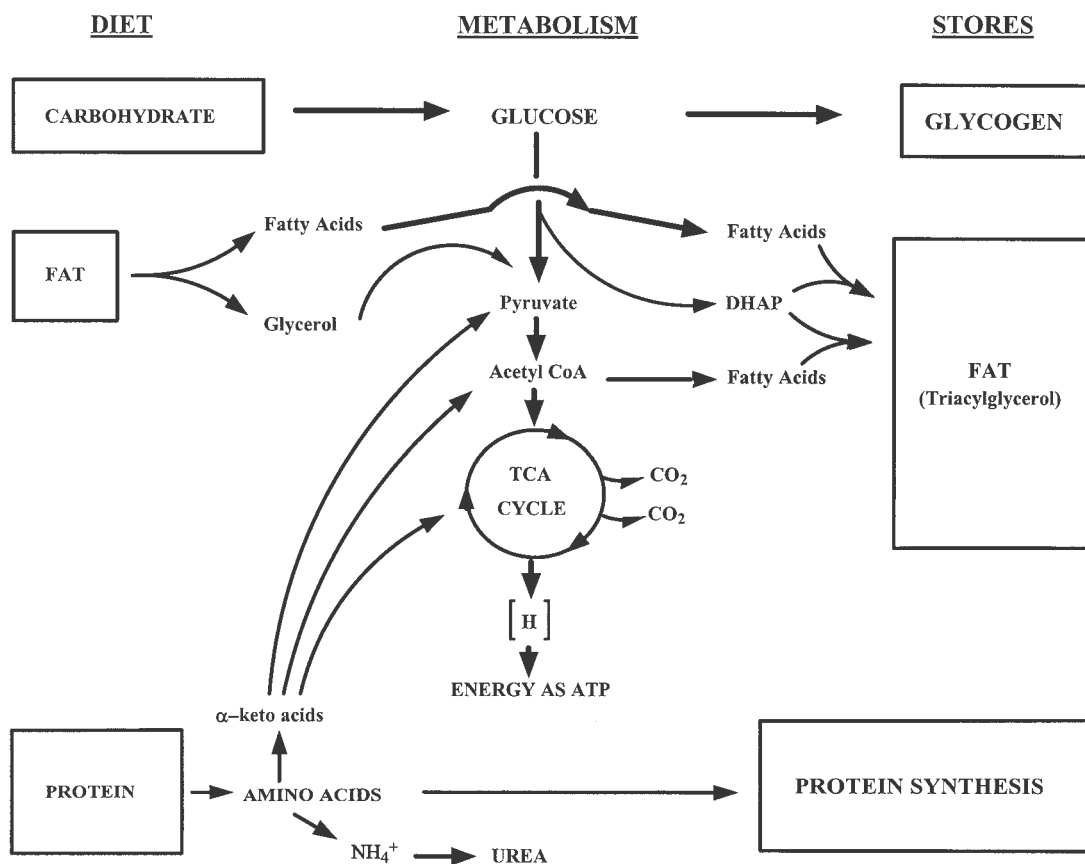 DIET
METABOLISM
STORES
CARBOHYDRATE
GLUCOSE
GLYCOGEN
Fatty Acids
Fatty Acids
FAT
Glycerol
Pyruvate
DHAP
Acetyl CoA
Fatty Acids
FAT
(Triacylglycerol)
TCA
CYCLE
CO₂
CO₂
[H]
ENERGY AS ATP
α–keto acids
PROTEIN
AMINO ACIDS
PROTEIN SYNTHESIS
NH₄⁺
UREA